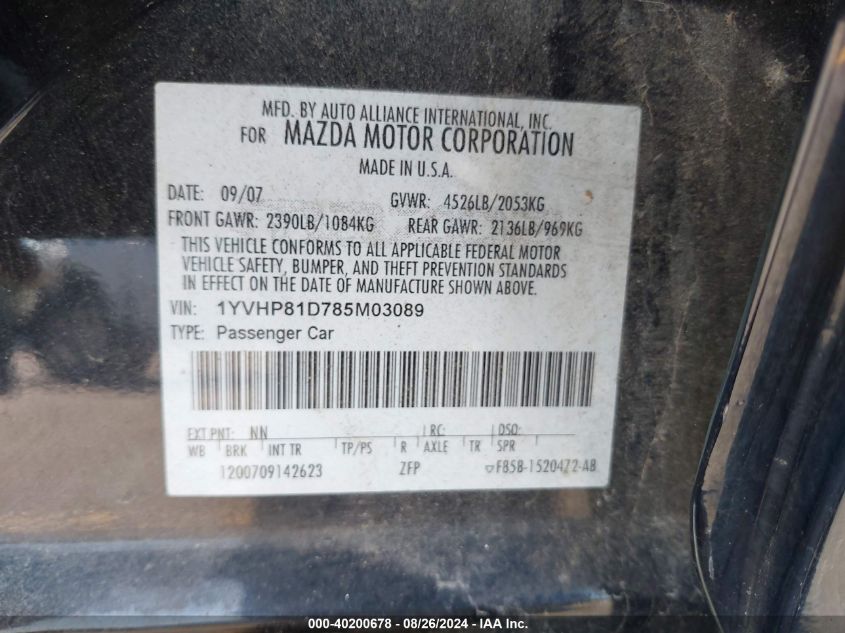 MFD. BY AUTO ALLIANCE INTERNATIONAL, INC.
FOR MAZDA MOTOR CORPORATION
MADE IN U.S.A.
DATE: 09/07 GVWR: 4526LB/2053KG
FRONT GAWR: 2390LB/1084KG REAR GAWR: 2136LB/969KG
THIS VEHICLE CONFORMS TO ALL APPLICABLE FEDERAL MOTOR
VEHICLE SAFETY, BUMPER, AND THEFT PREVENTION STANDARDS
IN EFFECT ON THE DATE OF MANUFACTURE SHOWN ABOVE.
VIN: 1YVHP81D785M03089
TYPE: Passenger Car
EXT PNT: NN RC: DSO:
WB BRK INT TR TP/PS R AXLE TR SPR
1200709142623 ZFP F85B-1520472-AB
000-40200678 - 08/26/2024 - IAA Inc.